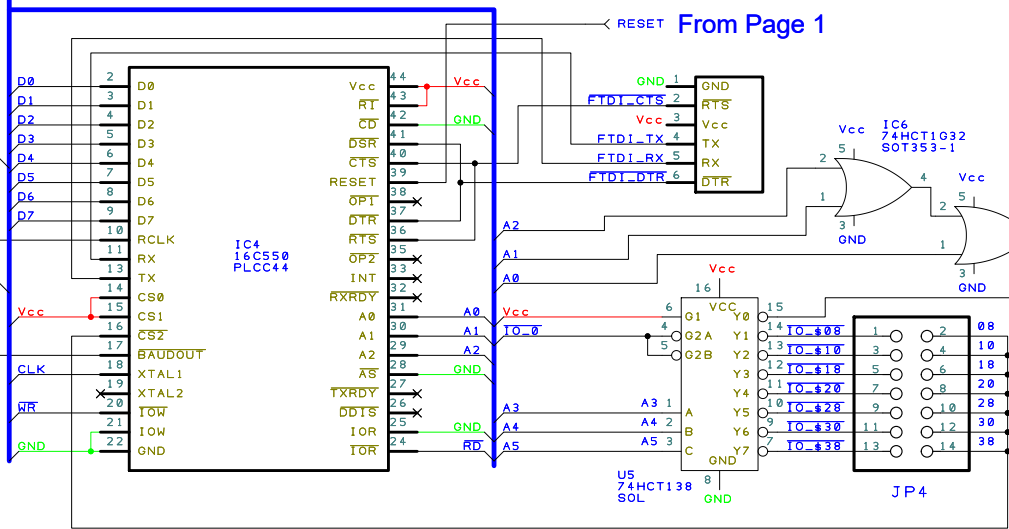 RESET From Page 1
D0 2 D0 Vcc 44 Vcc
D1 3 D1 RI 43
D2 4 D2 CD 42 GND
D3 5 D3 DSR 41
D4 6 D4 CTS 40
D5 7 D5 RESET 39
D6 8 D6 OP1 38
D7 9 D7 DTR 37
10 RCLK RTS 36
11 RX OP2 35
13 TX INT 33
14 CS0 RXRDY 32
Vcc 15 CS1 A0 31 A0
16 CS2 A1 30 A1
17 BAUDOUT A2 29 A2
CLK 18 XTAL1 AS 28 GND
19 XTAL2 TXRDY 27
WR 20 IOW DDIS 26
21 IOW IOR 25 GND
GND 22 GND IOR 24 RD
IC4
16C550
PLCC44
GND 1 GND
FTDI_CTS 2 RTS
Vcc 3 Vcc
FTDI_TX 4 TX
FTDI_RX 5 RX
FTDI_DTR 6 DTR
IC6
74HCT1G32
SOT353-1
Vcc
5
2
1
4
3
GND
Vcc
5
2
1
3
GND
A2
A1
A0
Vcc
16
VCC
Vcc 6 G1 Y0 15
IO_0 4 G2A Y1 14 IO_$08
5 G2B Y2 13 IO_$10
Y3 12 IO_$18
Y4 11 IO_$20
A3 A3 1 A Y5 10 IO_$28
A4 A4 2 B Y6 9 IO_$30
A5 A5 3 C Y7 7 IO_$38
GND
8
GND
U5
74HCT138
SOL
1 2 08
3 4 10
5 6 18
7 8 20
9 10 28
11 12 30
13 14 38
JP4